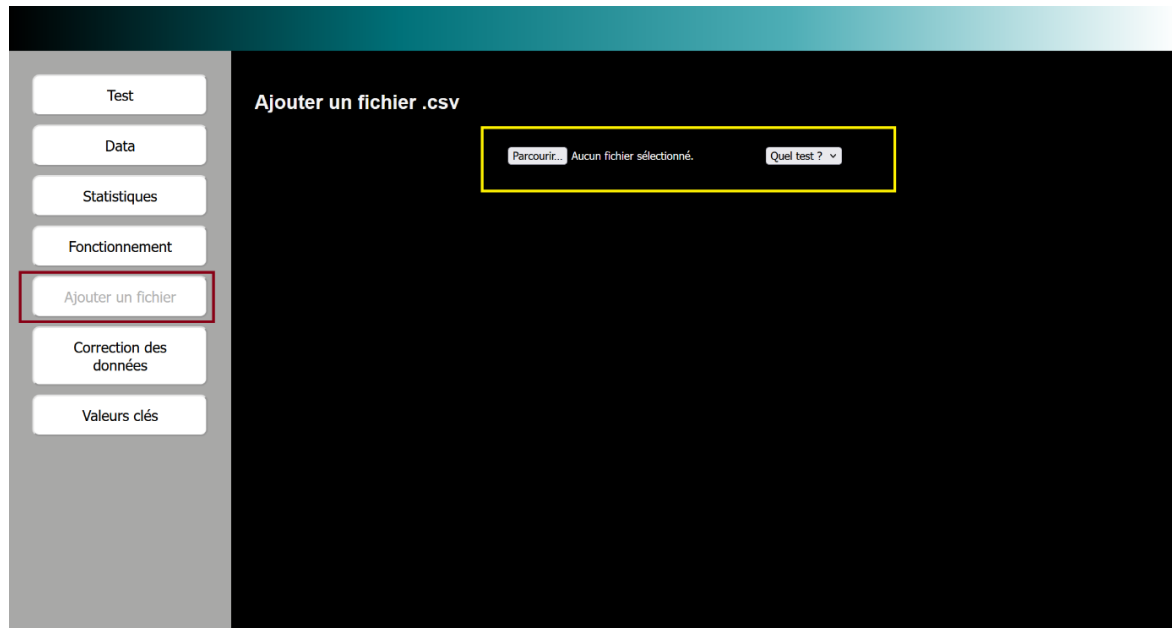 Test
Data
Statistiques
Fonctionnement
Ajouter un fichier
Correction des
données
Valeurs clés
Ajouter un fichier .csv
Parcourir... Aucun fichier sélectionné. Quel test ?